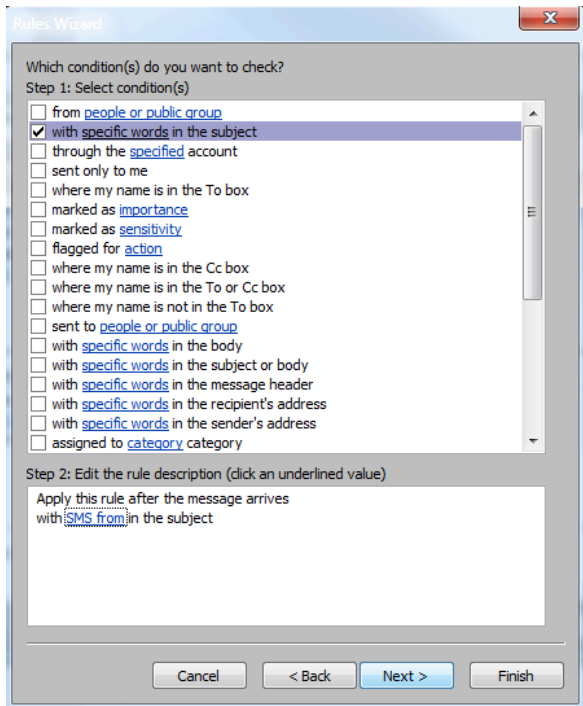 Rules Wizard
Which condition(s) do you want to check?
Step 1: Select condition(s)
from people or public group
with specific words in the subject
through the specified account
sent only to me
where my name is in the To box
marked as importance
marked as sensitivity
flagged for action
where my name is in the Cc box
where my name is in the To or Cc box
where my name is not in the To box
sent to people or public group
with specific words in the body
with specific words in the subject or body
with specific words in the message header
with specific words in the recipient's address
with specific words in the sender's address
assigned to category category
Step 2: Edit the rule description (click an underlined value)
Apply this rule after the message arrives
with SMS from in the subject
Cancel < Back Next > Finish